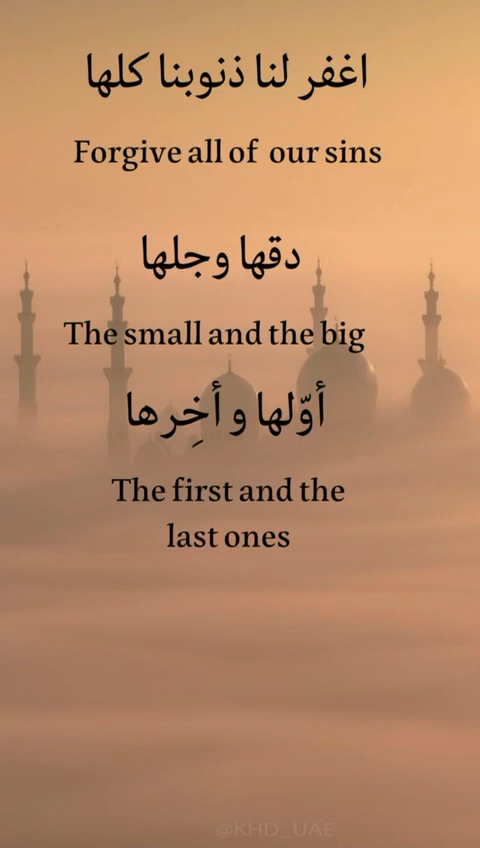 اغفر لنا ذنوبنا كلها
Forgive all of our sins
دقها وجلها
The small and the big
أوّلها و أخِرها
The first and the
last ones
@KHD_UAE